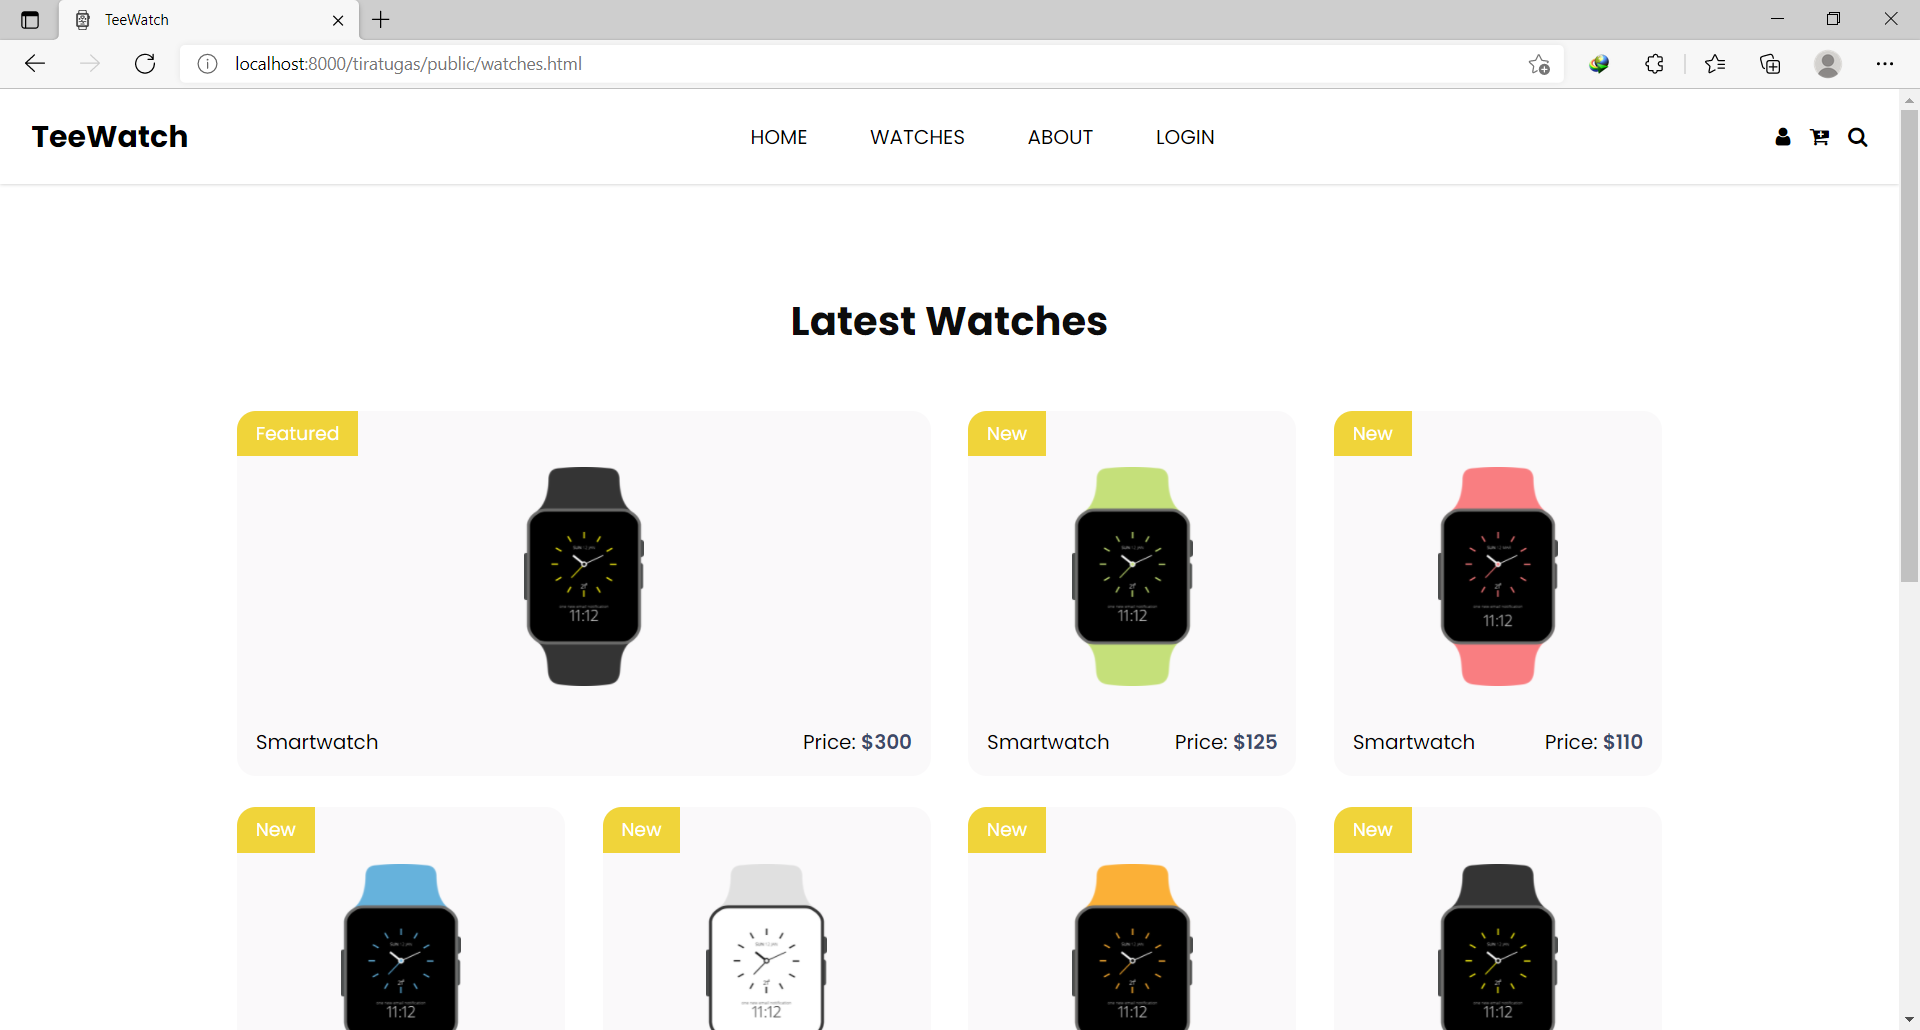 TeeWatch
localhost:8000/tiratugas/public/watches.html
TeeWatch
HOME WATCHES ABOUT LOGIN
Latest Watches
Featured
11:12
Smartwatch Price: $300
New
11:12
Smartwatch Price: $125
New
11:12
Smartwatch Price: $110
New
11:12
New
11:12
New
11:12
New
11:12